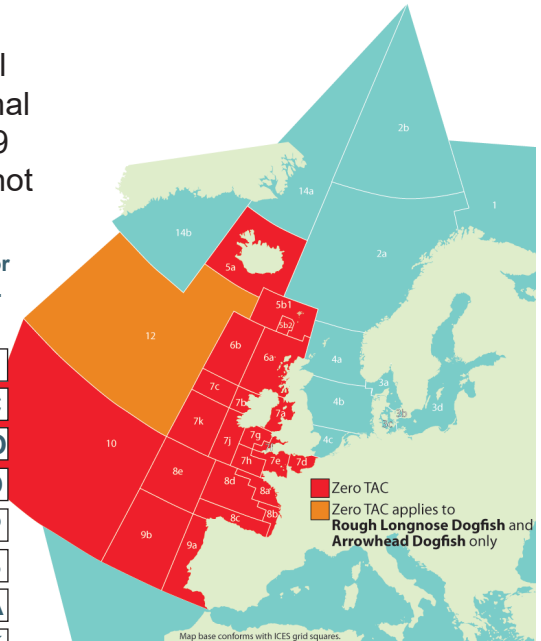 9
not
or
2b
1
14a
14b
2a
5a
5b1
5b2
12
6b
6a
4a
7c
7b
7a
4b
3a
3b
3d
10
7k
7j
7g
4c
8e
7h
7e
7d
8d
8a
8b
8c
9b
9a
Zero TAC
Zero TAC applies to
Rough Longnose Dogfish and
Arrowhead Dogfish only
Map base conforms with ICES grid squares.